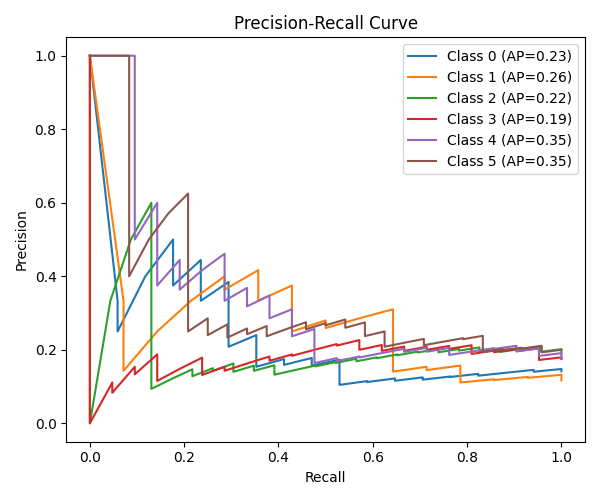 Precision-Recall Curve
Precision
1.0
0.8
0.6
0.4
0.2
0.0
Class 0 (AP=0.23)
Class 1 (AP=0.26)
Class 2 (AP=0.22)
Class 3 (AP=0.19)
Class 4 (AP=0.35)
Class 5 (AP=0.35)
0.0 0.2 0.4 0.6 0.8 1.0
Recall